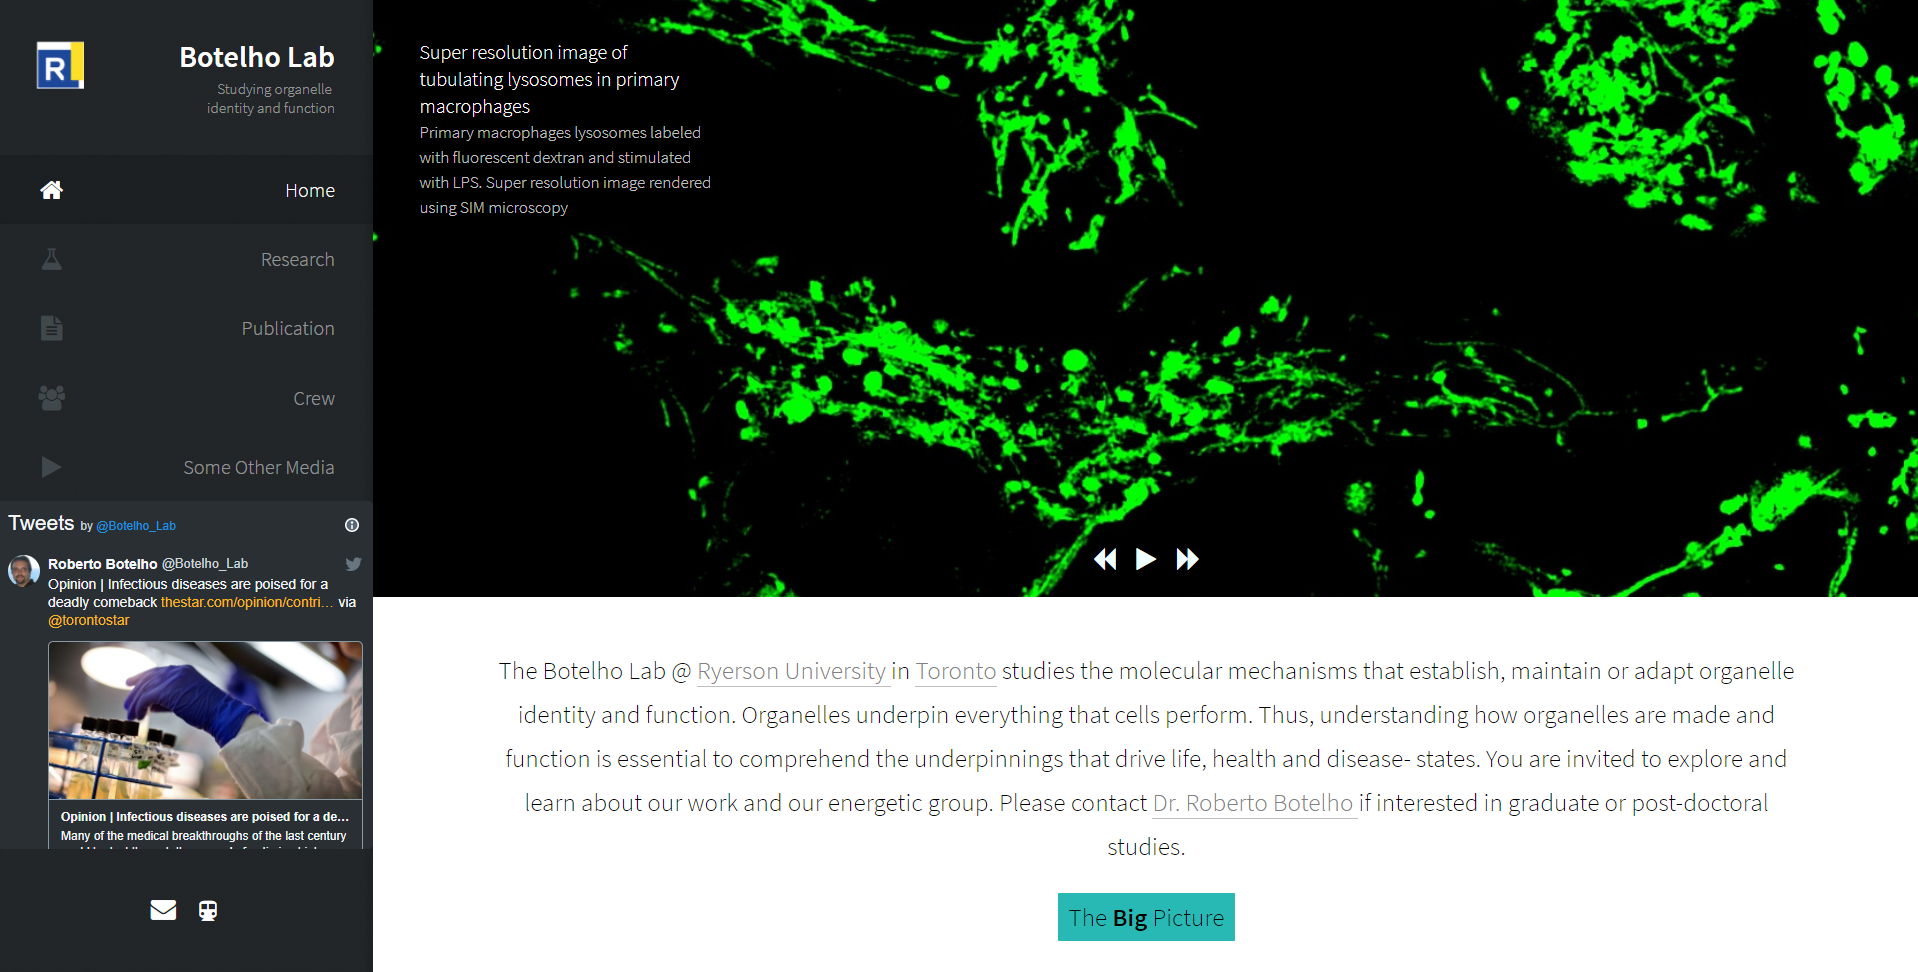 R
Botelho Lab
Studying organelle
identity and function
Home
Research
Publication
Crew
Some Other Media
Tweets by @Botelho_Lab
Roberto Botelho @Botelho_Lab
Opinion | Infectious diseases are poised for a
deadly comeback thestar.com/opinion/contri... via
@torontostar
Opinion | Infectious diseases are poised for a de...
Many of the medical breakthroughs of the last century
Super resolution image of
tubulating lysosomes in primary
macrophages
Primary macrophages lysosomes labeled
with fluorescent dextran and stimulated
with LPS. Super resolution image rendered
using SIM microscopy
The Botelho Lab @ Ryerson University in Toronto studies the molecular mechanisms that establish, maintain or adapt organelle
identity and function. Organelles underpin everything that cells perform. Thus, understanding how organelles are made and
function is essential to comprehend the underpinnings that drive life, health and disease- states. You are invited to explore and
learn about our work and our energetic group. Please contact Dr. Roberto Botelho if interested in graduate or post-doctoral
studies.
The Big Picture